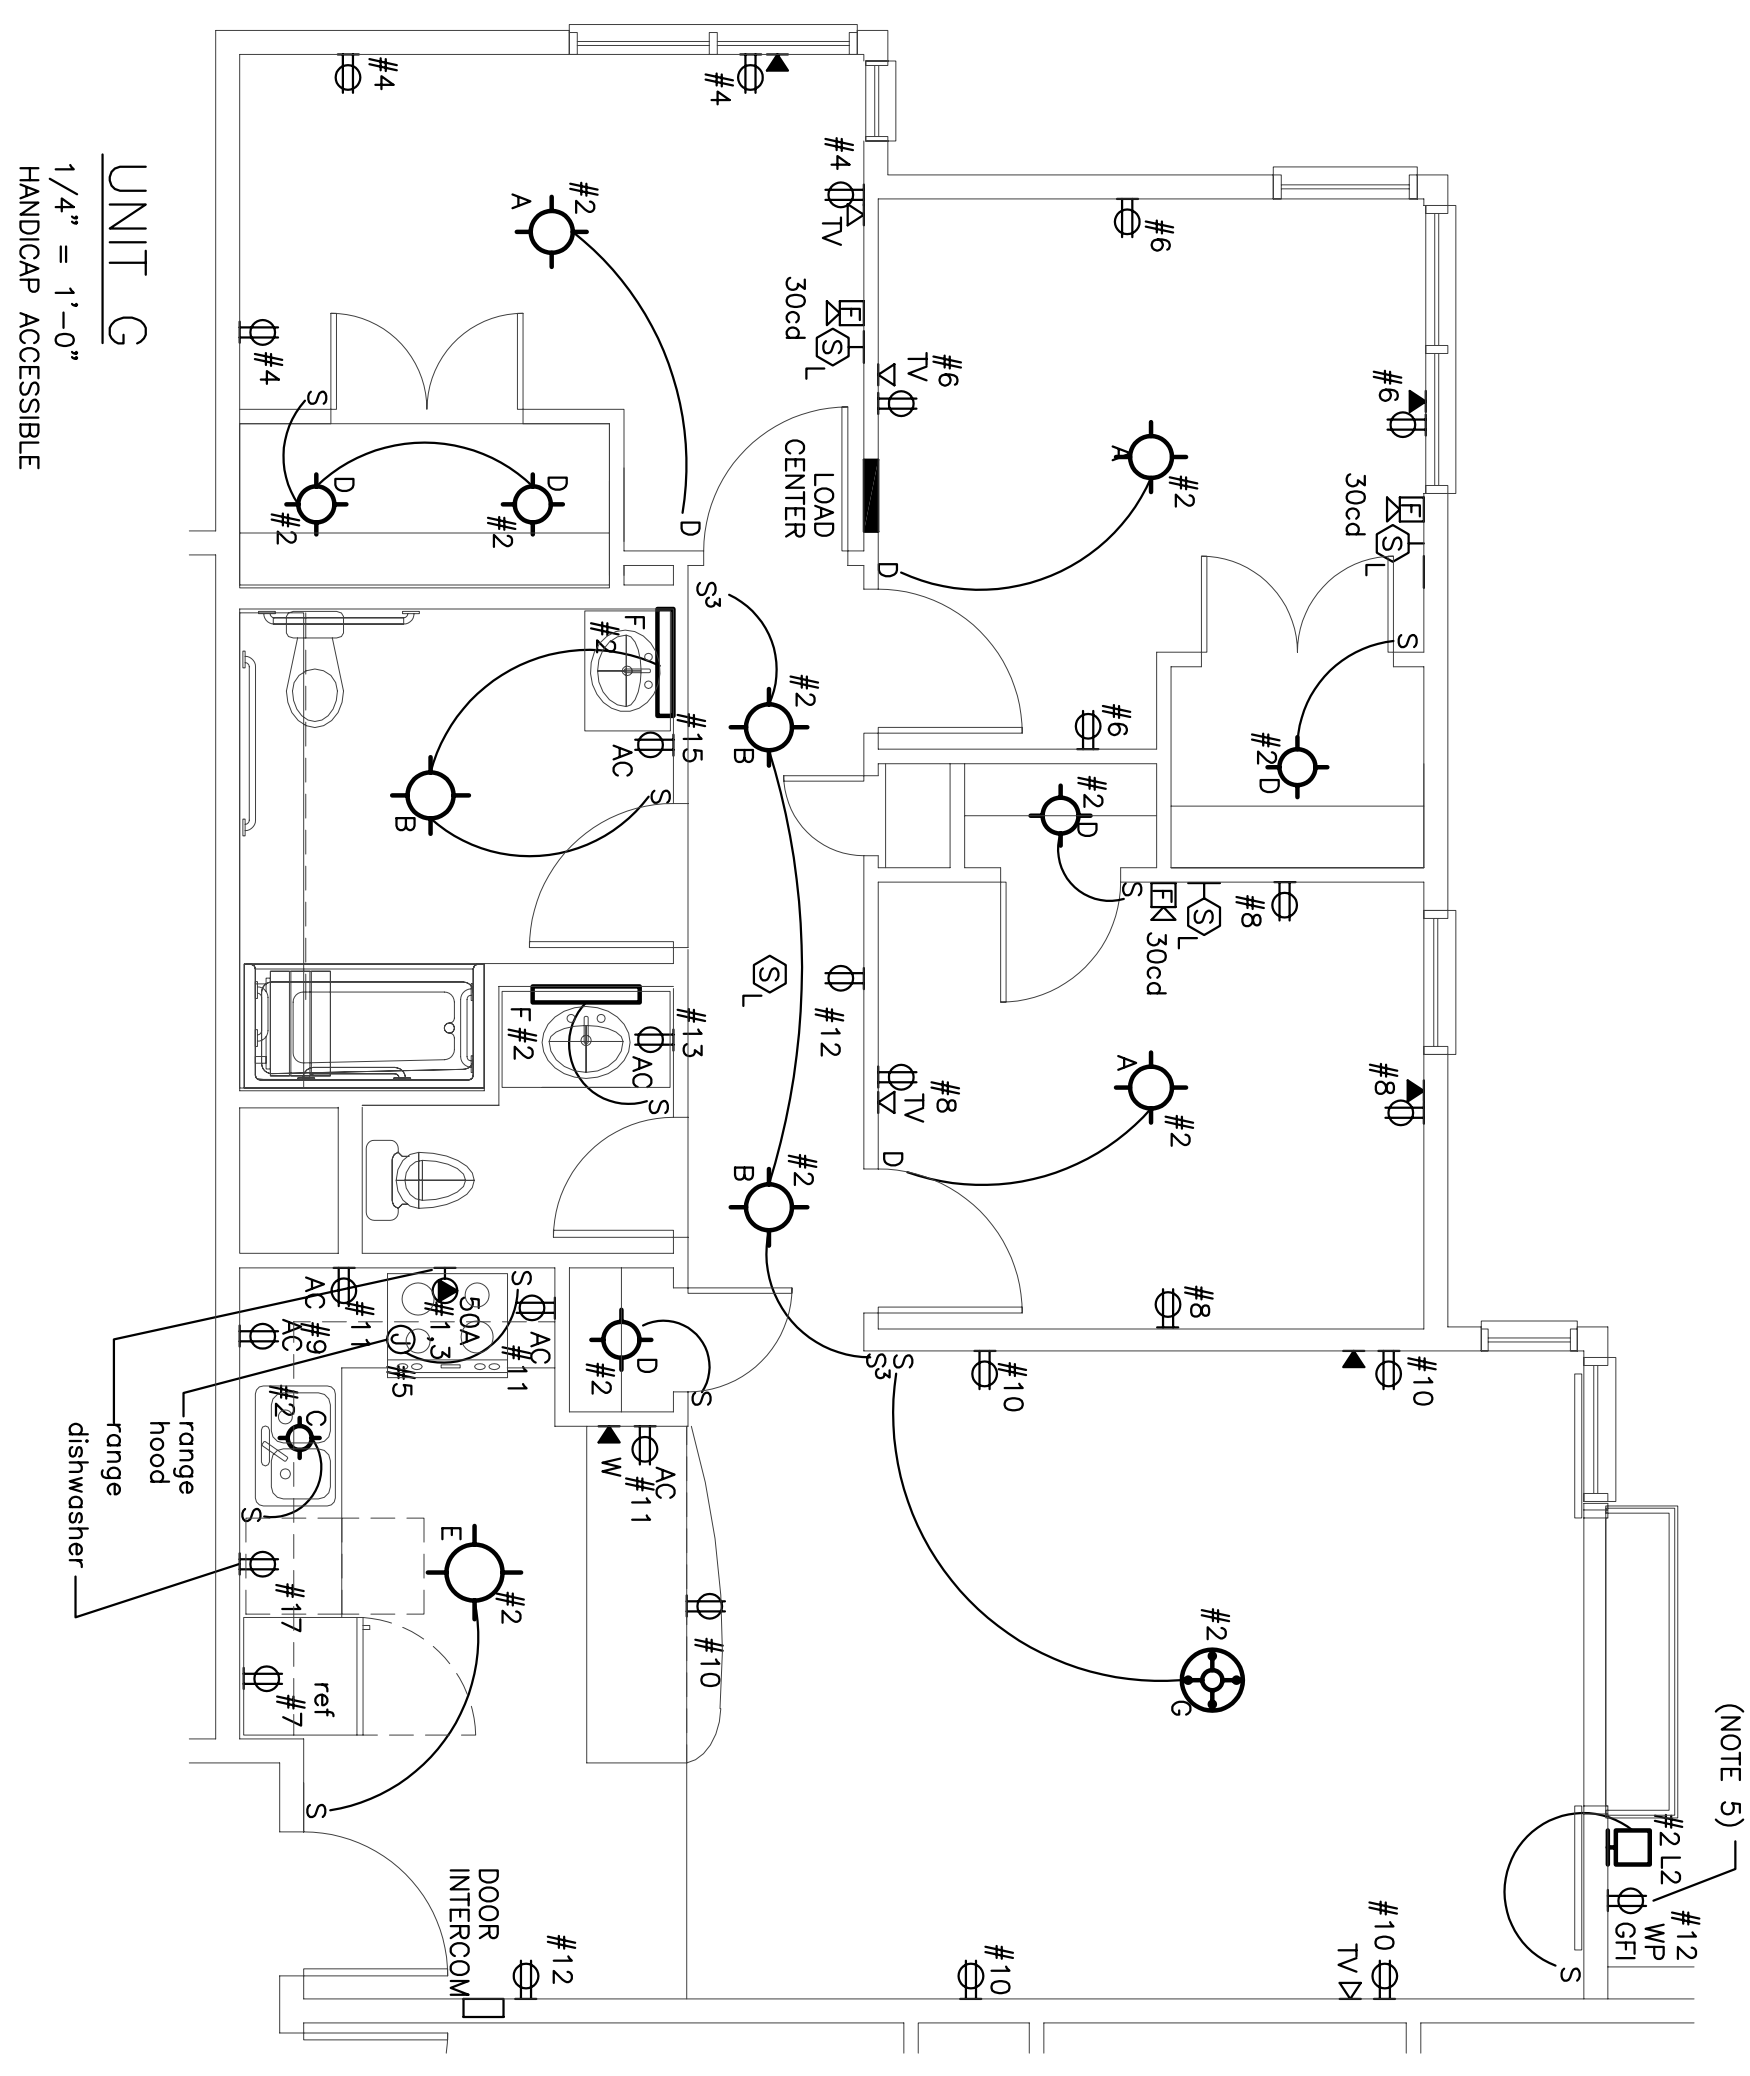 UNIT G
1/4" = 1'-0"
HANDICAP ACCESSIBLE
#4
#4
#4
TV
#2
A
#4
30cd
F
S
L
S
D
#2
D
#2
D
LOAD
CENTER
#6
#6
TV
#6
A
#2
30cd
F
S
L
D
S
#2
D
#6
S3
#2
B
F
#2
#15
AC
B
S
#2
D
S
F
30cd
S
L
#8
S
L
#12
F #2
#13
AC
S
#8
TV
A
#2
#8
D
#2
B
#8
AC
#11
AC
#9
50A
#1,3
J
#5
S
AC
#11
D
#2
S
S
S3
#10
#10
range
hood
range
dishwasher
#2
C
S
W
AC
#11
E
#2
#17
#10
ref
#7
S
#2
G
DOOR
INTERCOM
#12
#10
#10
TV
S
#2 L2
#12
WP
GFI
(NOTE 5)